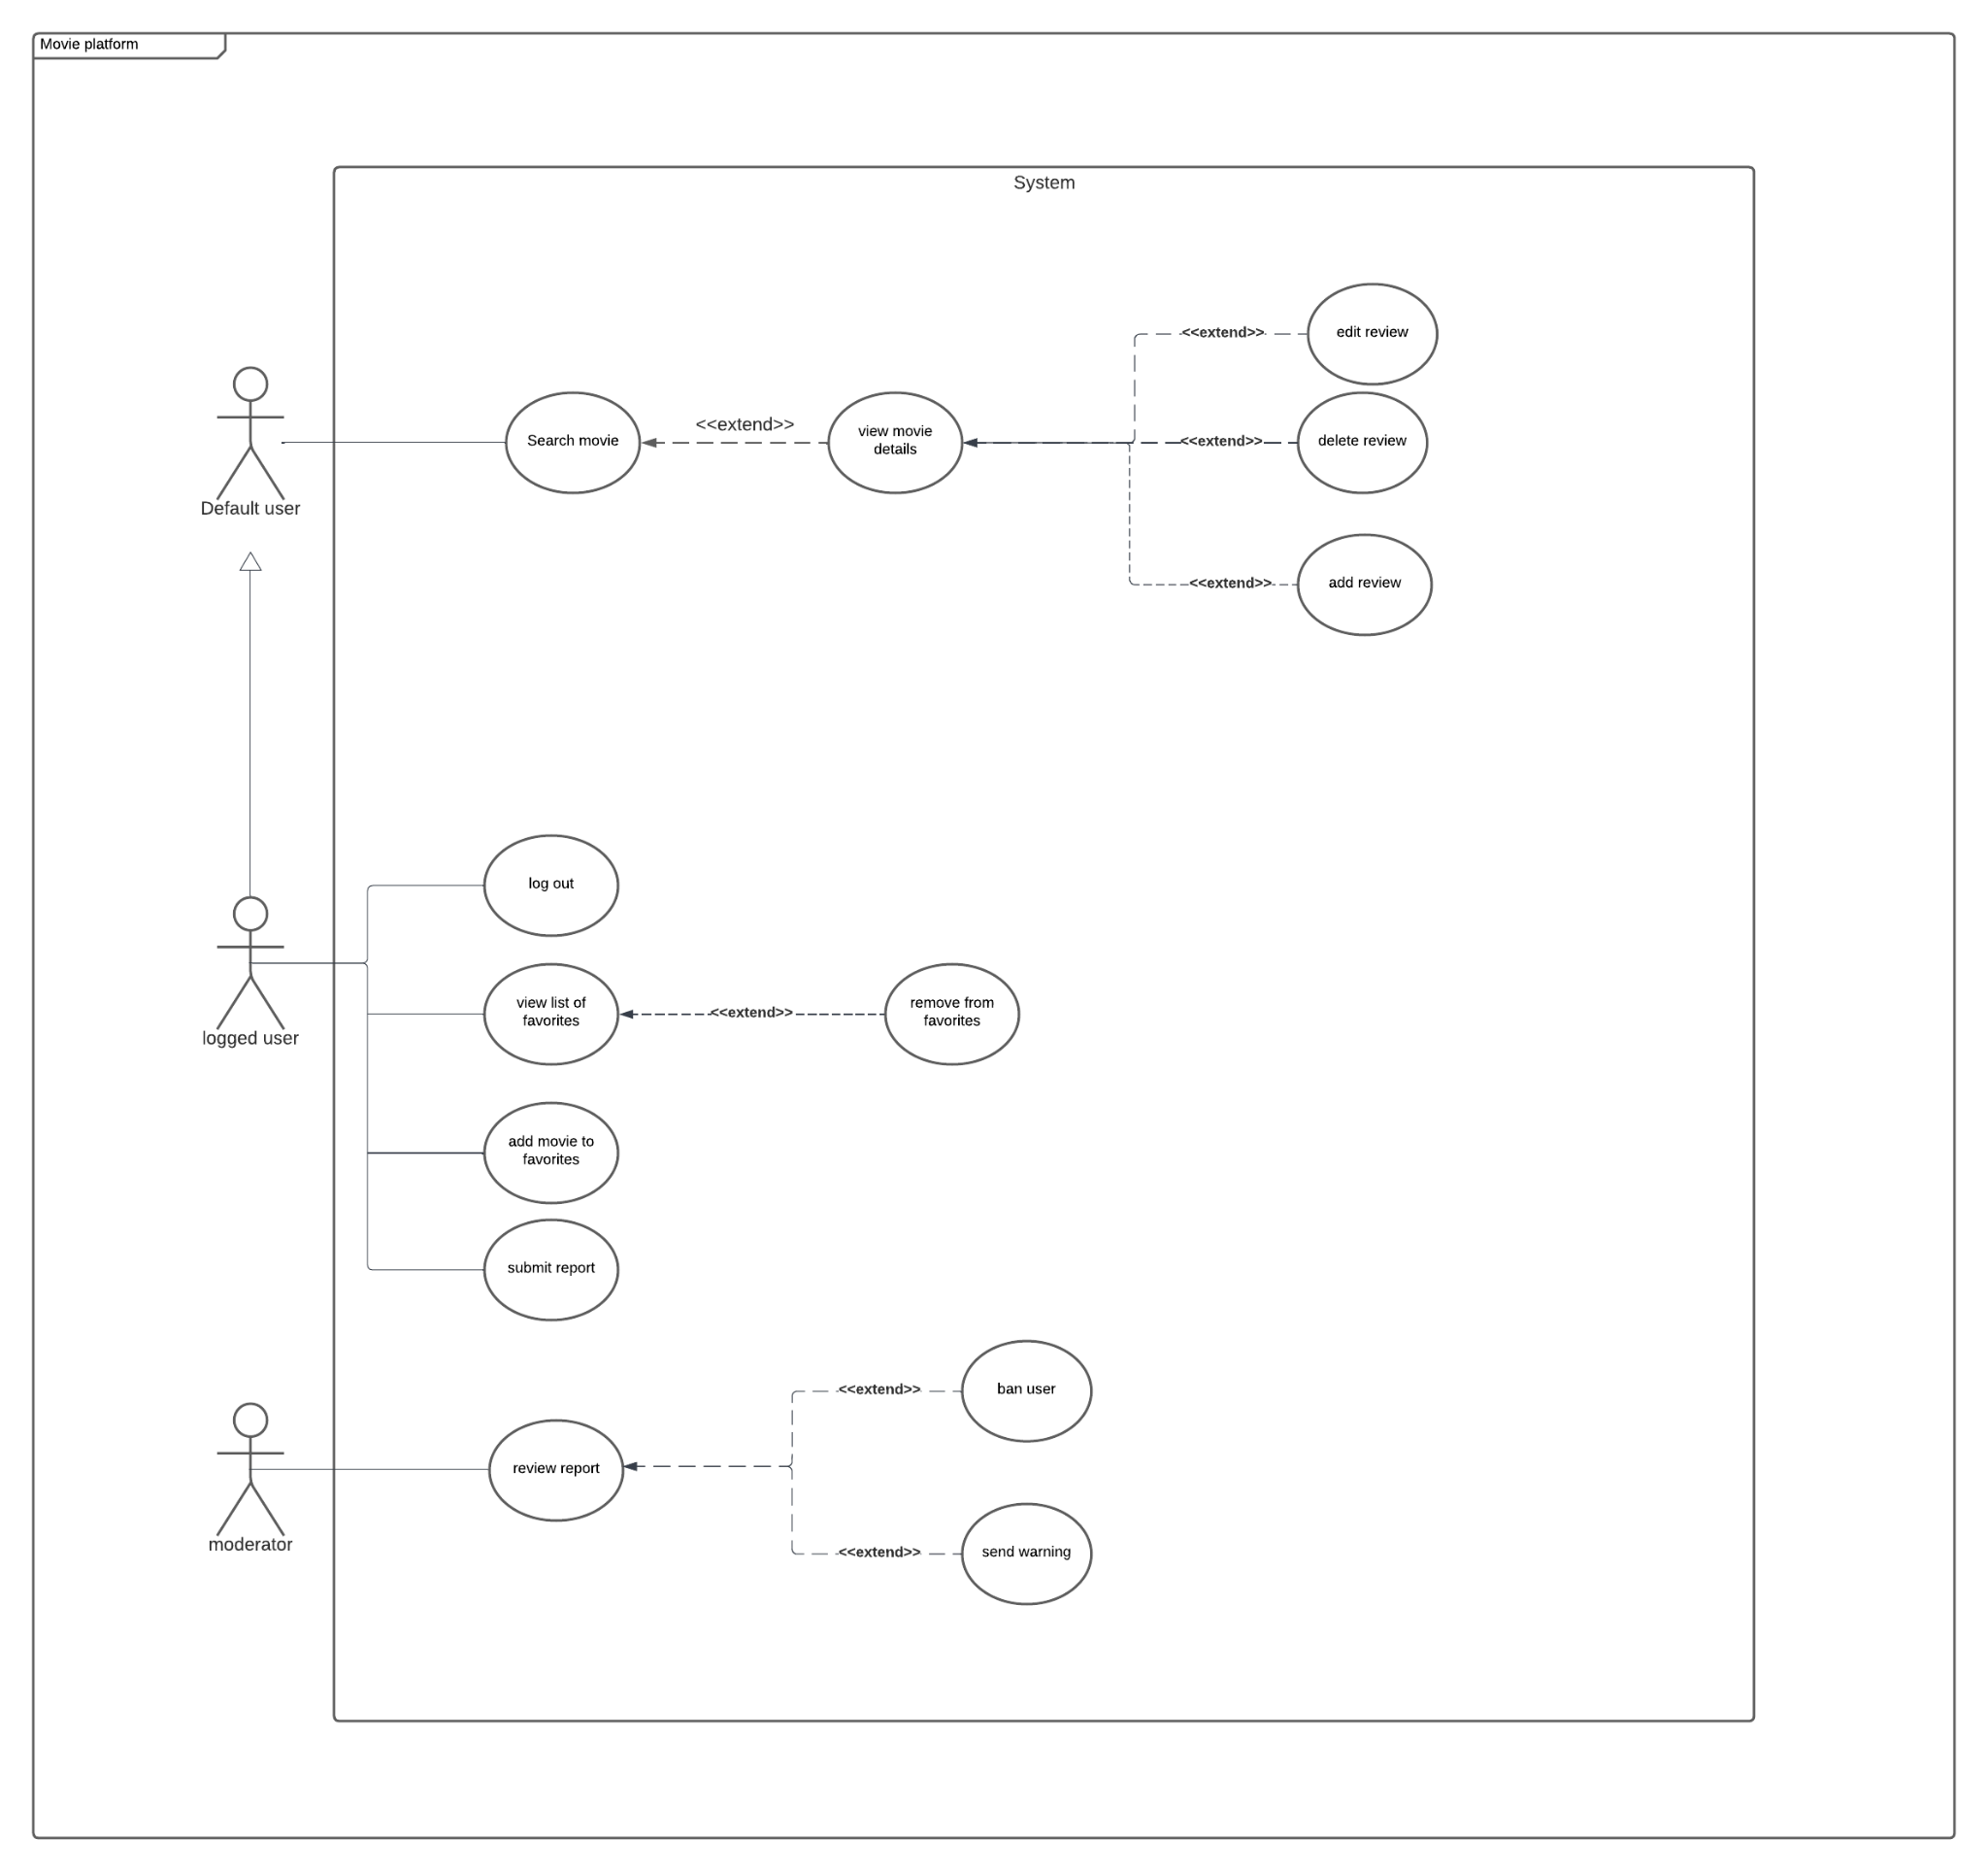 Movie platform
System
edit review
<<extend>>
Default user
Search movie
<<extend>>
view movie
details
<<extend>>
delete review
<<extend>>
add review
logged user
log out
view list of
favorites
<<extend>>
remove from
favorites
add movie to
favorites
submit report
moderator
review report
<<extend>>
ban user
<<extend>>
send warning